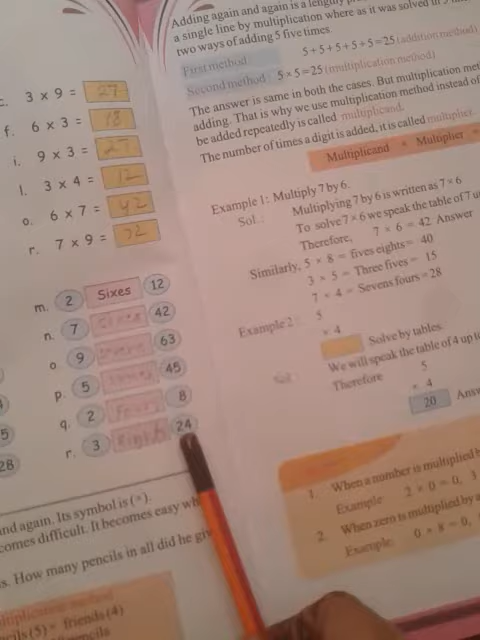 c. 3 × 9 = 27
f. 6 × 3 = 18
i. 9 × 3 = 27
l. 3 × 4 = 12
o. 6 × 7 = 42
r. 7 × 9 =
m. 2 Sixes 12
n. 7 sixes 42
o. 9 sevens 63
p. 5 45
q. 2 Fours 8
r. 3 Eights 24
5
28
and again. Its symbol is (×).
comes difficult. It becomes easy
s. How many pencils in all did he
multiplication method
cils (5) = friends (4)
pencils
Adding again and again is a lengthy
a single line by multiplication where as it was solved in
two ways of adding 5 five times.
First method 5 + 5 + 5 + 5 + 5 = 25 (addition method)
Second method : 5 × 5 = 25 (multiplication method)
The answer is same in both the cases. But multiplication
adding. That is why we use multiplication method instead of
be added repeatedly is called multiplicand.
The number of times a digit is added, it is called multiplier.
Multiplicand × Multiplier =
Example 1: Multiply 7 by 6.
Sol.: Multiplying 7 by 6 is written as 7 × 6
To solve 7 × 6 we speak the table of 7
Therefore, 7 × 6 = 42 Answer
Similarly, 5 × 8 = fives eights = 40
3 × 5 = Three fives = 15
7 × 4 = Sevens fours = 28
Example 2: 5
× 4
Solve by tables.
Sol: We will speak the table of 4
Therefore 5
× 4
20
1. When a number is multiplied
Example: 2 × 0 = 0,
2. When zero is multiplied by
Example: 0 × 8 = 0,